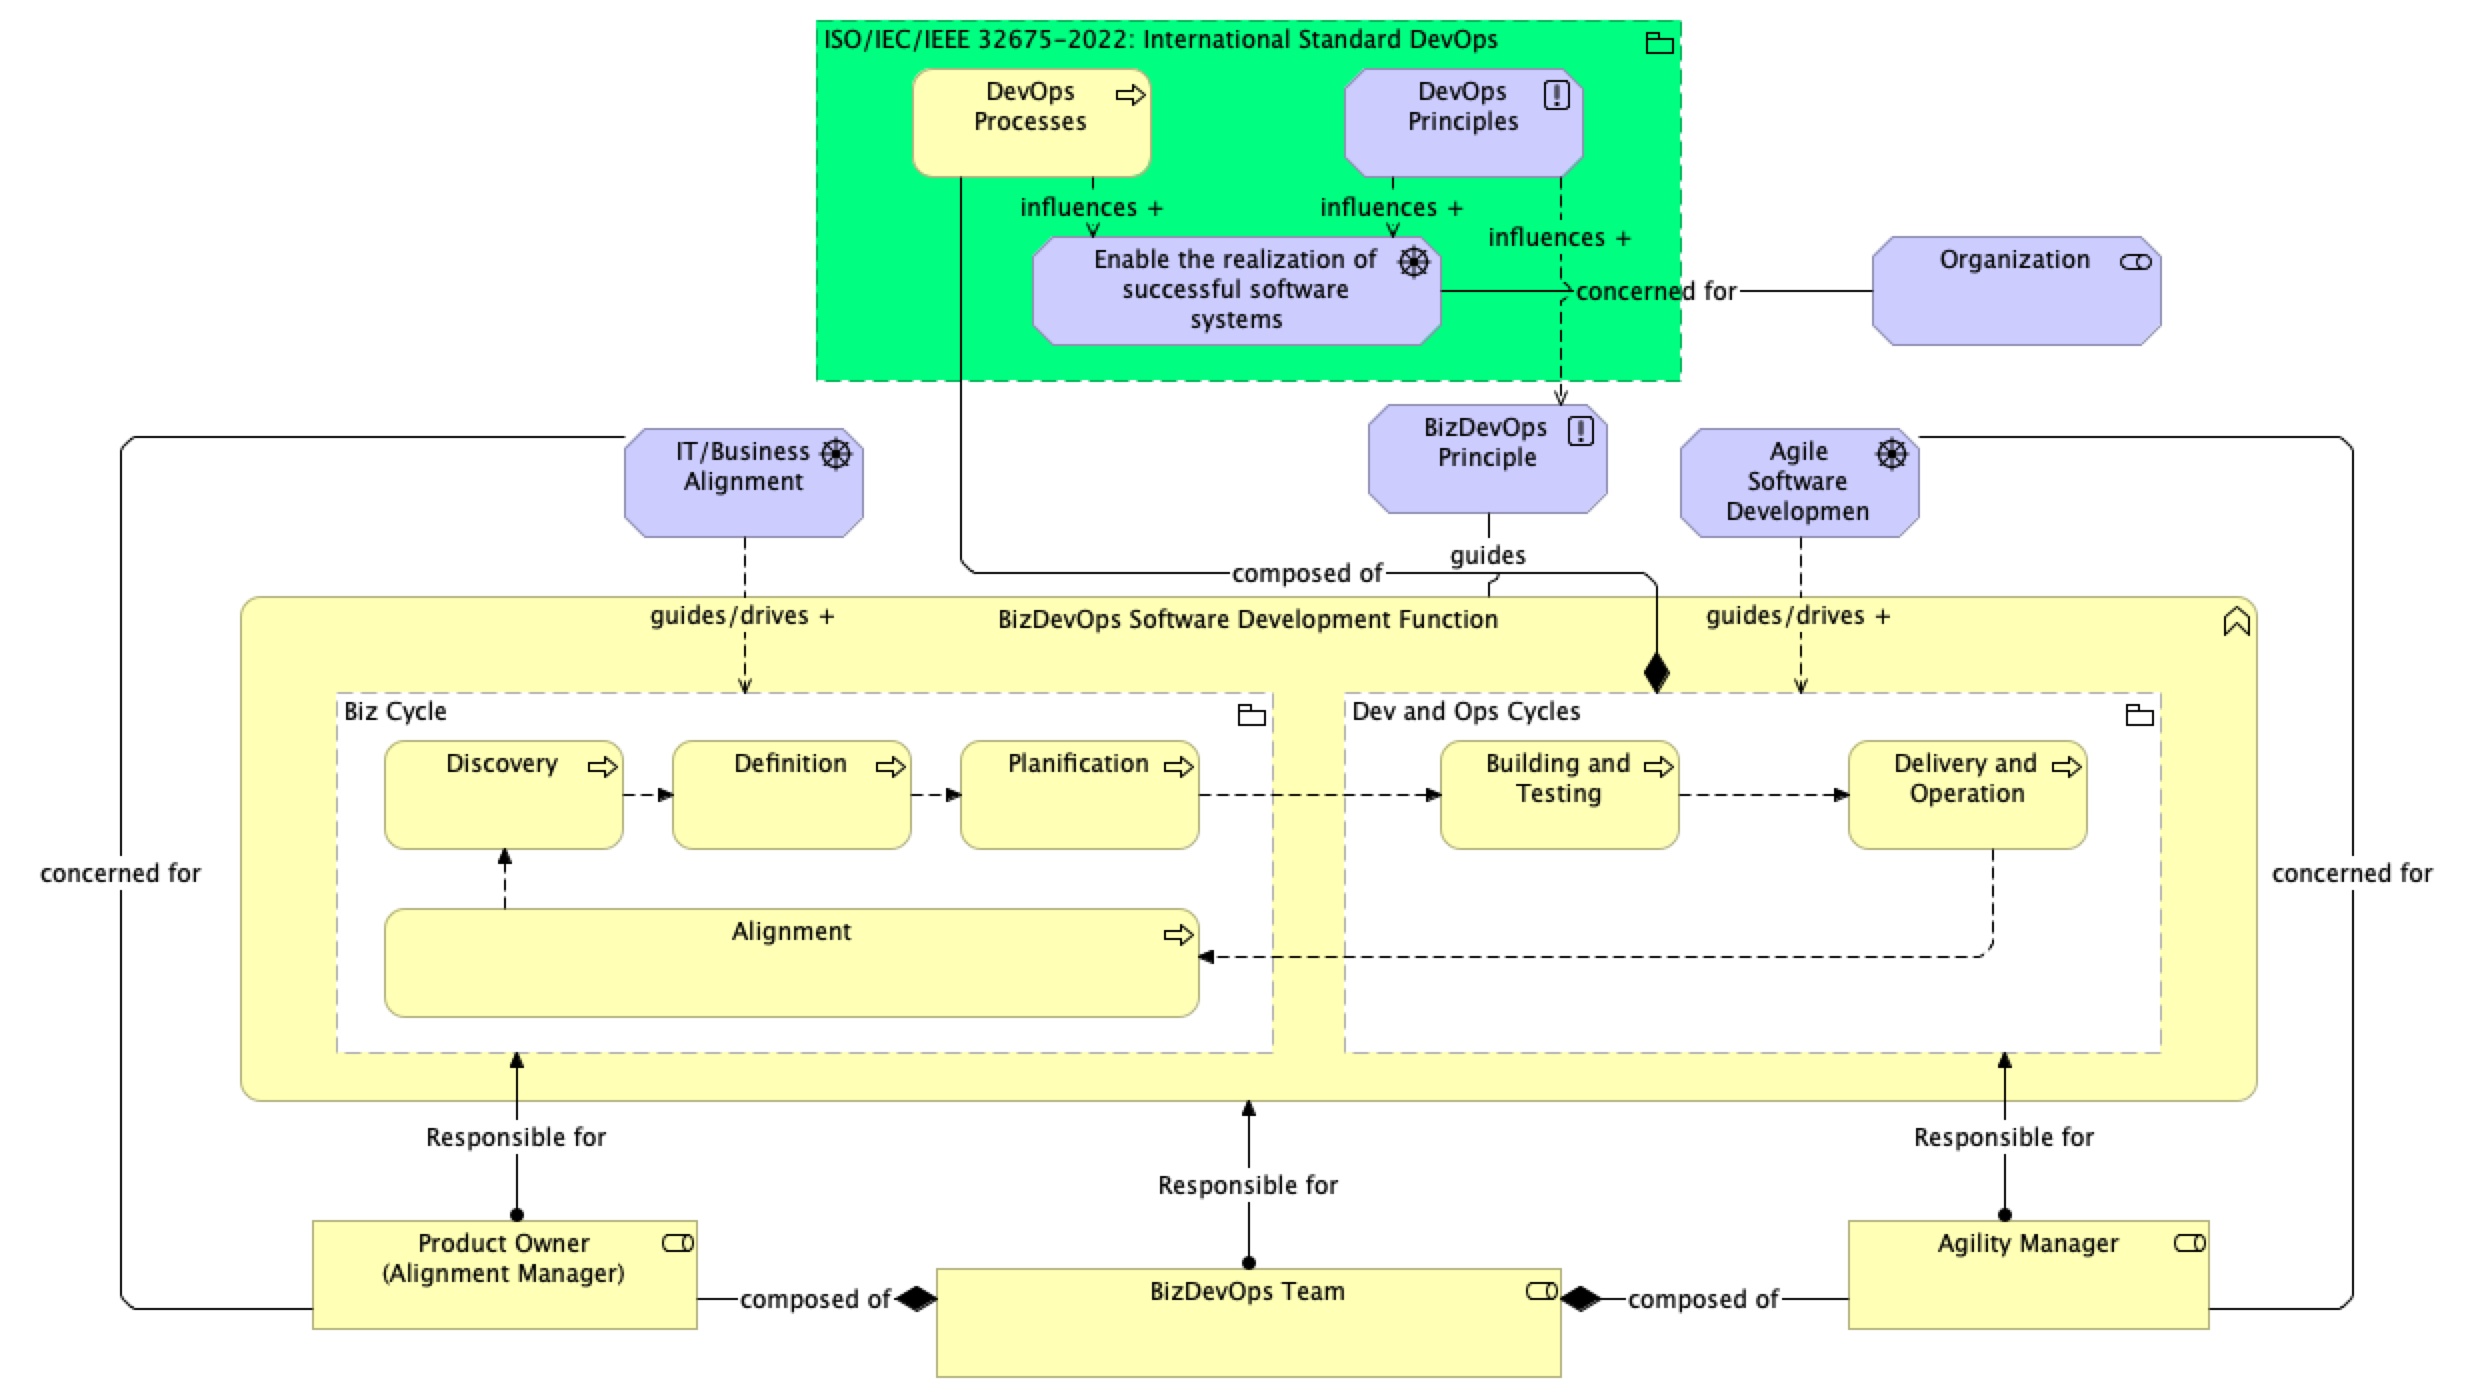 ISO/IEC/IEEE 32675-2022: International Standard DevOps
DevOps
Processes
DevOps
Principles
influences +
influences +
influences +
Enable the realization of
successful software
systems
concerned for
Organization
IT/Business
Alignment
BizDevOps
Principle
Agile
Software
Developmen
guides
composed of
guides/drives +
BizDevOps Software Development Function
guides/drives +
Biz Cycle
Dev and Ops Cycles
Discovery
Definition
Planification
Building and
Testing
Delivery and
Operation
concerned for
concerned for
Alignment
Responsible for
Responsible for
Responsible for
Product Owner
(Alignment Manager)
composed of
BizDevOps Team
composed of
Agility Manager